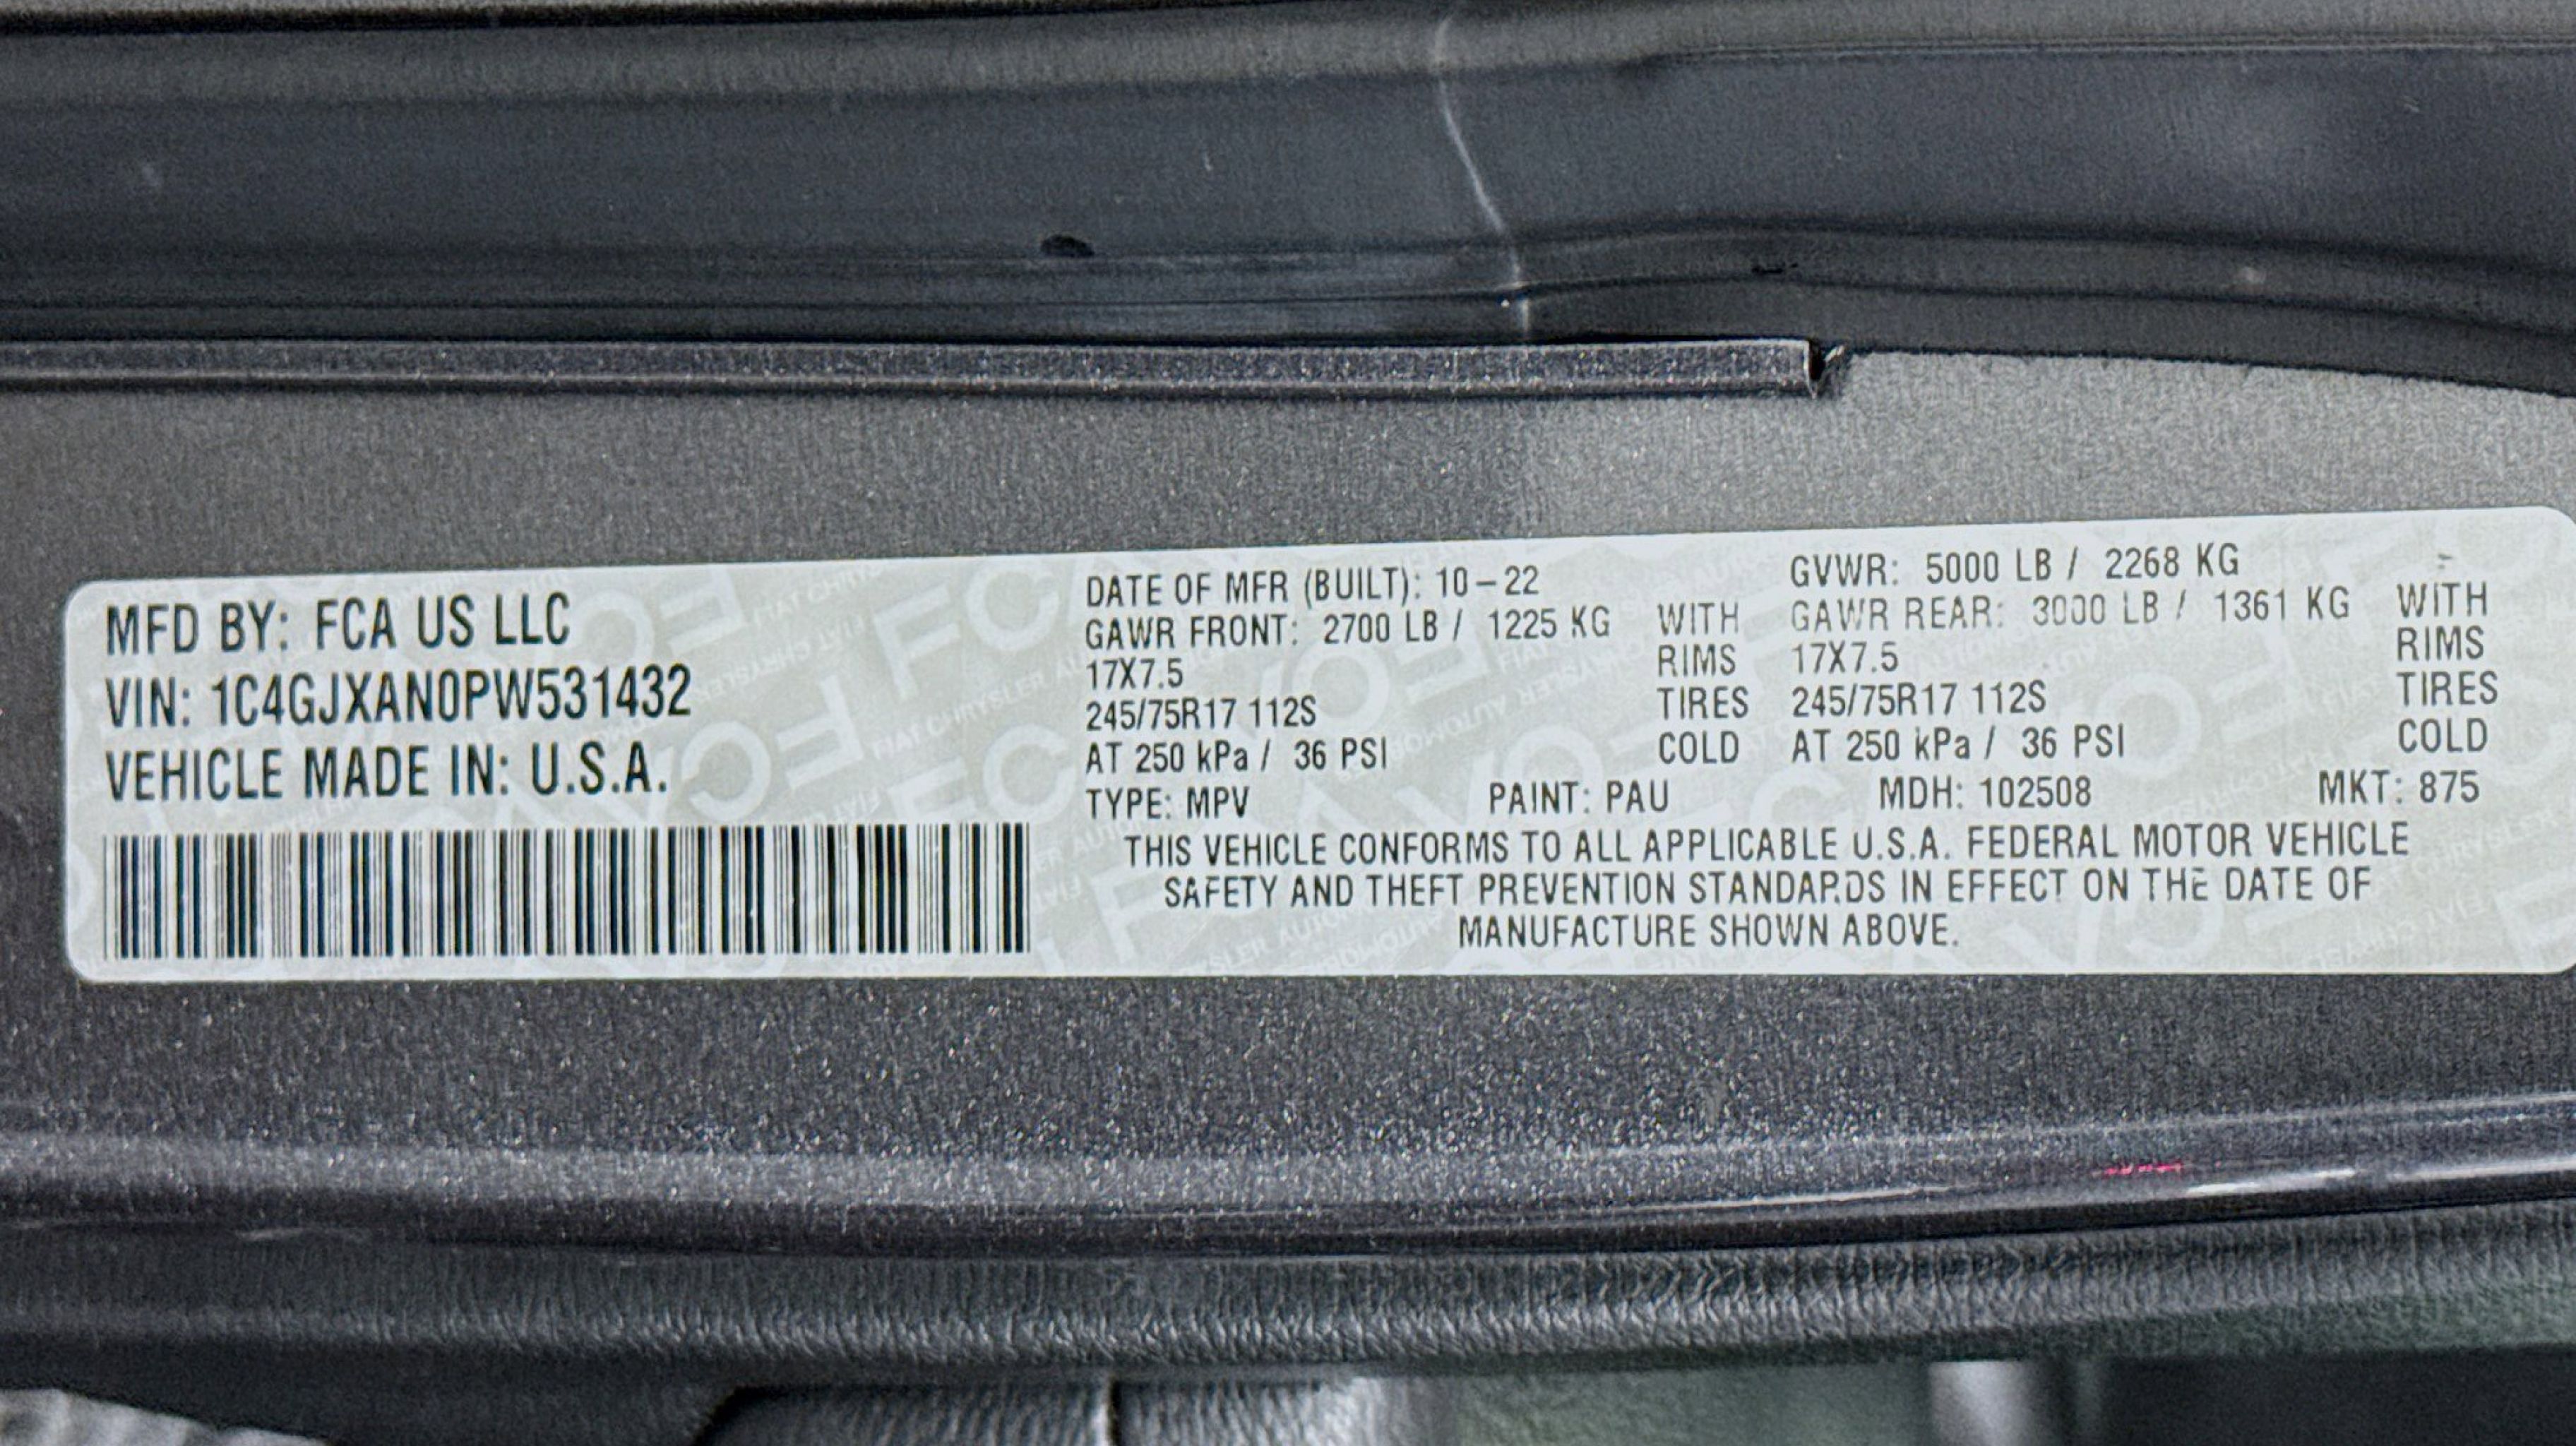 MFD BY: FCA US LLC
VIN: 1C4GJXAN0PW531432
VEHICLE MADE IN: U.S.A.
DATE OF MFR (BUILT): 10-22
GVWR: 5000 LB / 2268 KG
GAWR FRONT: 2700 LB / 1225 KG WITH
17X7.5 RIMS
245/75R17 112S TIRES
AT 250 kPa / 36 PSI COLD
GAWR REAR: 3000 LB / 1361 KG WITH
17X7.5 RIMS
245/75R17 112S TIRES
AT 250 kPa / 36 PSI COLD
TYPE: MPV PAINT: PAU MDH: 102508 MKT: 875
THIS VEHICLE CONFORMS TO ALL APPLICABLE U.S.A. FEDERAL MOTOR VEHICLE
SAFETY AND THEFT PREVENTION STANDARDS IN EFFECT ON THE DATE OF
MANUFACTURE SHOWN ABOVE.